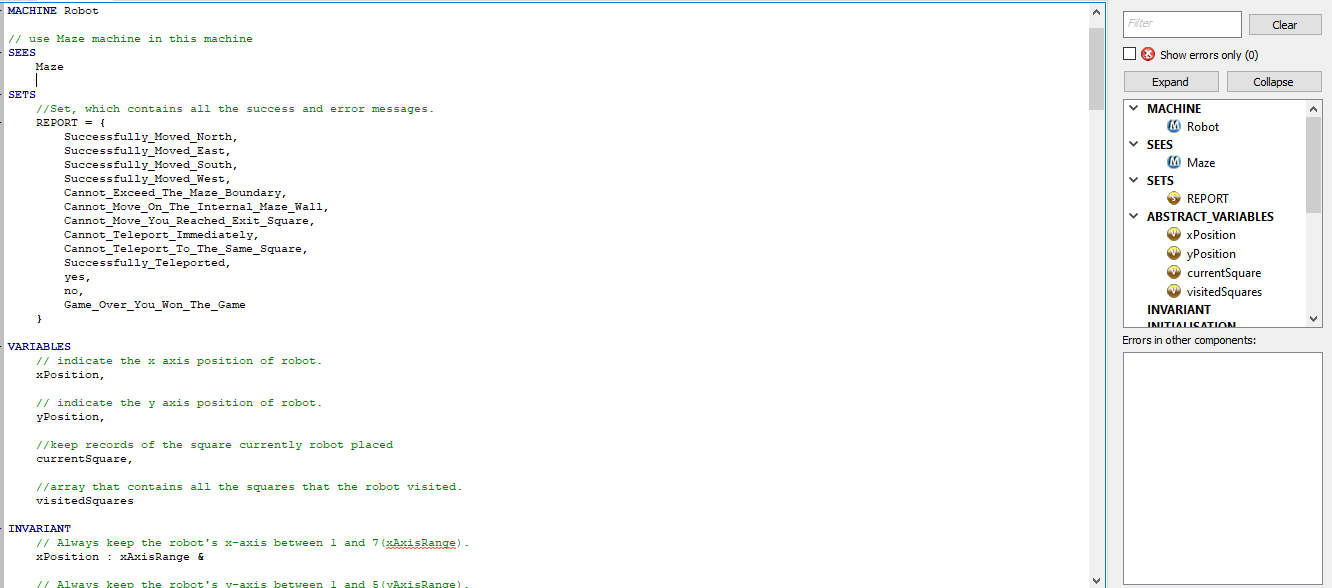 MACHINE Robot
// use Maze machine in this machine
SEES
Maze
SETS
//Set, which contains all the success and error messages.
REPORT = {
Successfully_Moved_North,
Successfully_Moved_East,
Successfully_Moved_South,
Successfully_Moved_West,
Cannot_Exceed_The_Maze_Boundary,
Cannot_Move_On_The_Internal_Maze_Wall,
Cannot_Move_You_Reached_Exit_Square,
Cannot_Teleport_Immediately,
Cannot_Teleport_To_The_Same_Square,
Successfully_Teleported,
yes,
no,
Game_Over_You_Won_The_Game
}
VARIABLES
// indicate the x axis position of robot.
xPosition,
// indicate the y axis position of robot.
yPosition,
//keep records of the square currently robot placed
currentSquare,
//array that contains all the squares that the robot visited.
visitedSquares
INVARIANT
// Always keep the robot's x-axis between 1 and 7(xAxisRange).
xPosition : xAxisRange &
// Always keep the robot's y-axis between 1 and 5(yAxisRange).
Filter
Clear
Show errors only (0)
Expand
Collapse
MACHINE
Robot
SEES
Maze
SETS
REPORT
ABSTRACT_VARIABLES
xPosition
yPosition
currentSquare
visitedSquares
INVARIANT
INITIALISATION
Errors in other components: